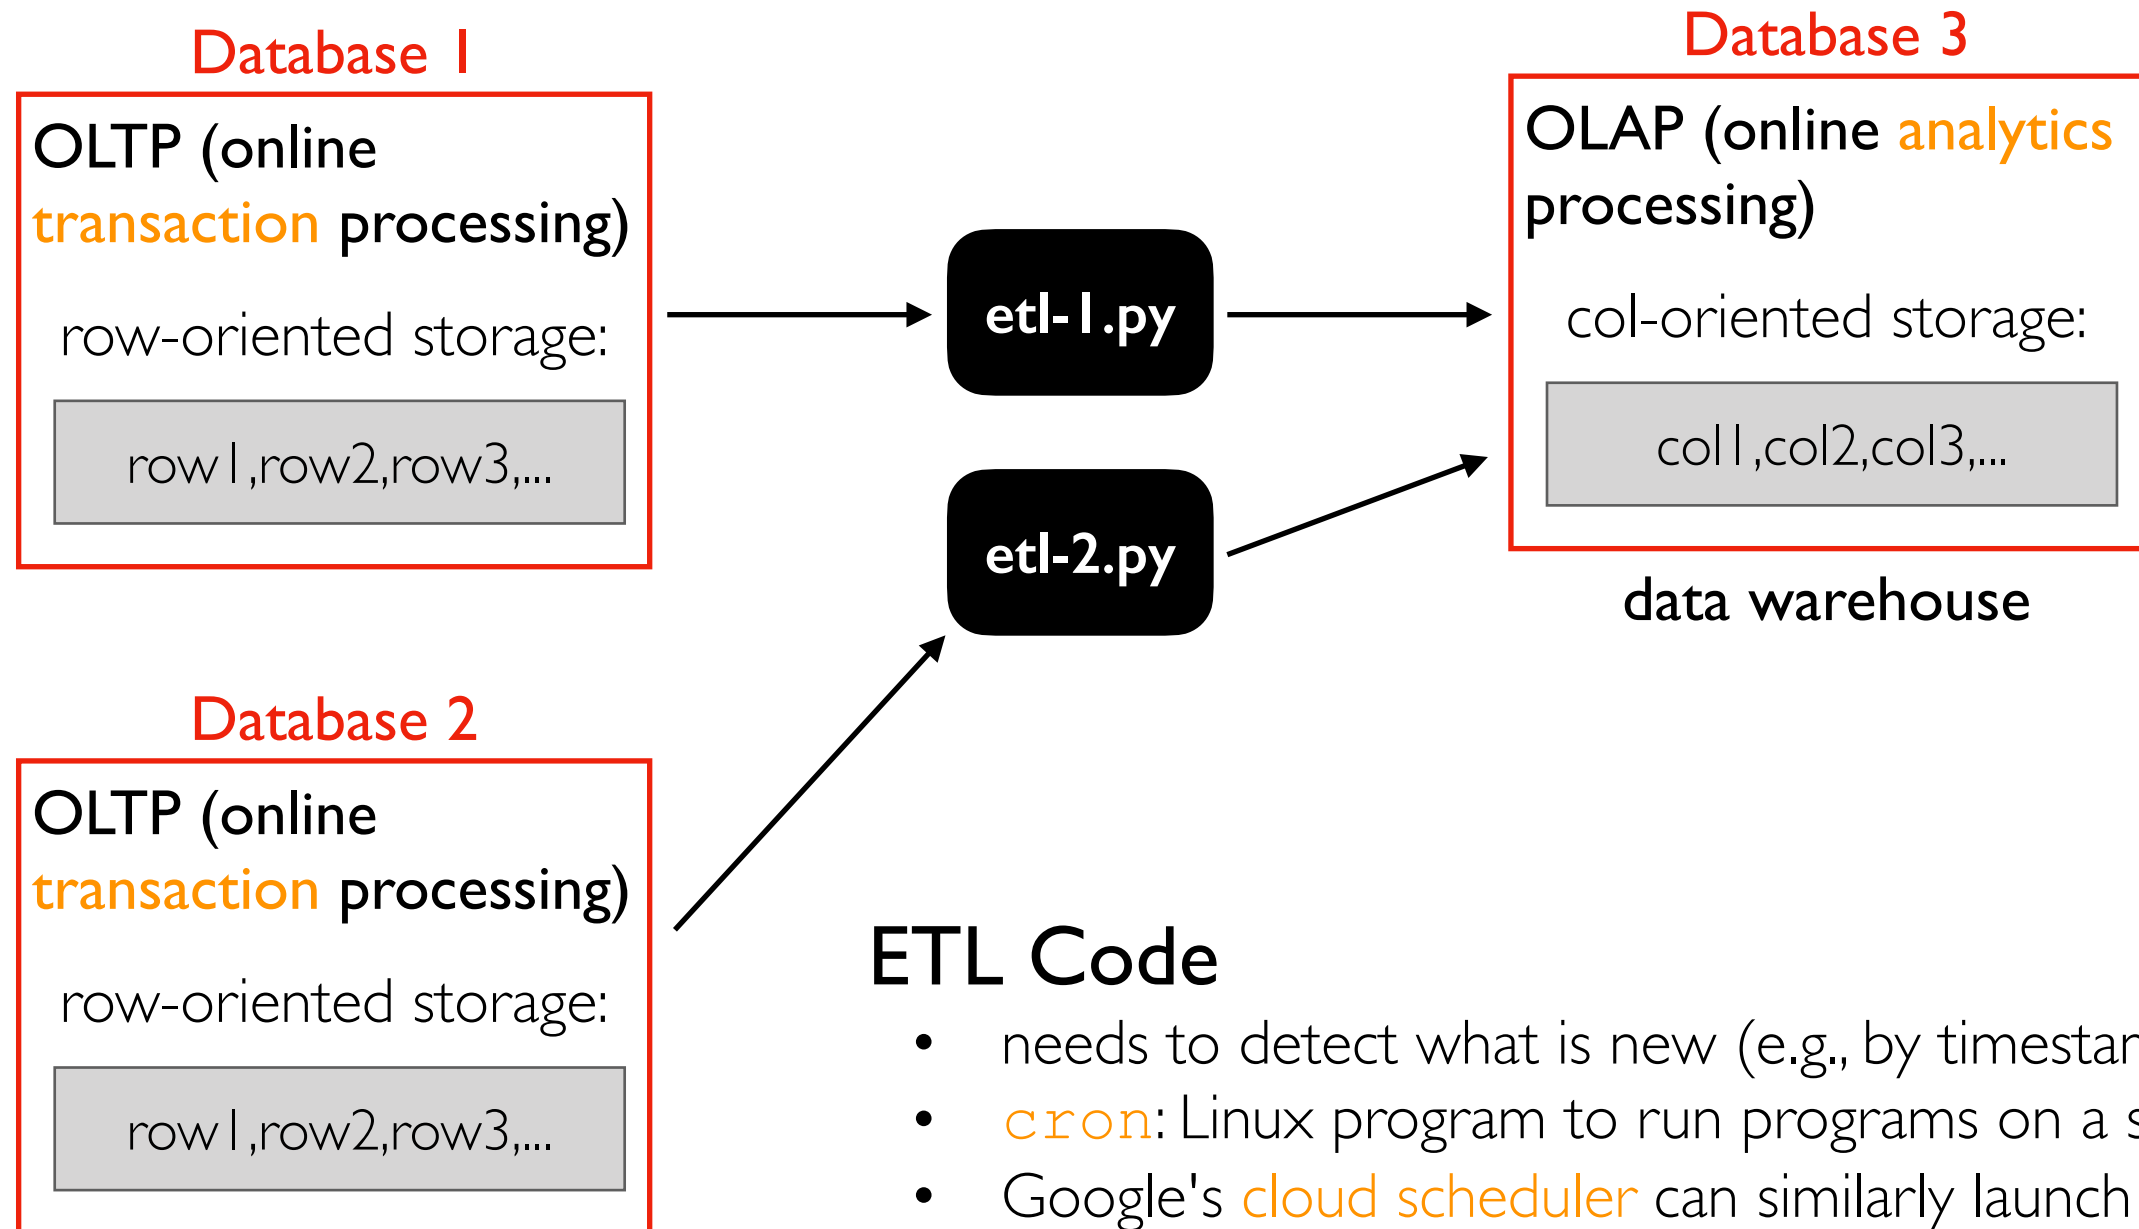 Database 1
OLTP (online
transaction processing)
row-oriented storage:
row1,row2,row3,...
etl-1.py
etl-2.py
Database 3
OLAP (online analytics
processing)
col-oriented storage:
col1,col2,col3,...
data warehouse
Database 2
OLTP (online
transaction processing)
row-oriented storage:
row1,row2,row3,...
ETL Code
• needs to detect what is new (e.g., by
• cron: Linux program to run programs on a
• Google's cloud scheduler can similarly launch